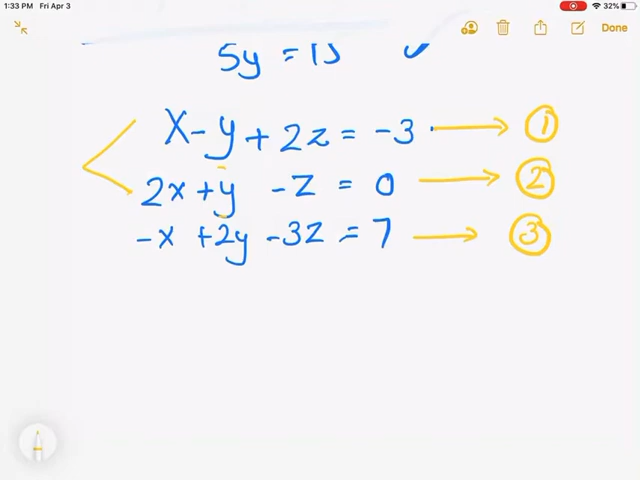 1:33 PM Fri Apr 3 32%
Done
5y = 15
x - y + 2z = -3 → ①
2x + y - z = 0 → ②
-x + 2y - 3z = 7 → ③